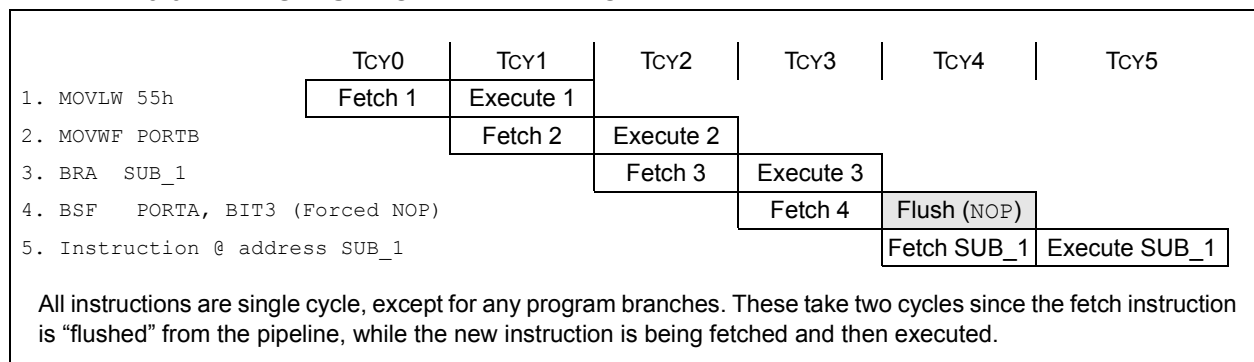 TCY0 TCY1 TCY2 TCY3 TCY4 TCY5
1. MOVLW 55h Fetch 1 Execute 1
2. MOVWF PORTB Fetch 2 Execute 2
3. BRA SUB_1 Fetch 3 Execute 3
4. BSF PORTA, BIT3 (Forced NOP) Fetch 4 Flush (NOP)
5. Instruction @ address SUB_1 Fetch SUB_1 Execute SUB_1
All instructions are single cycle, except for any program branches. These take two cycles since the fetch instruction
is “flushed” from the pipeline, while the new instruction is being fetched and then executed.